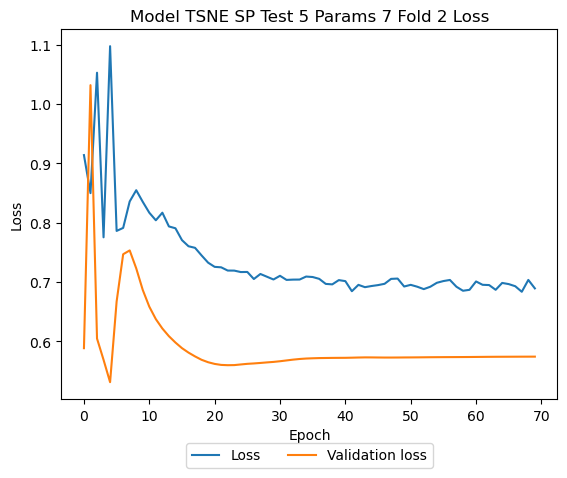 Model TSNE SP Test 5 Params 7 Fold 2 Loss
1.1
1.0
0.9
0.8
0.7
0.6
Loss
0 10 20 30 40 50 60 70
Epoch
Loss Validation loss